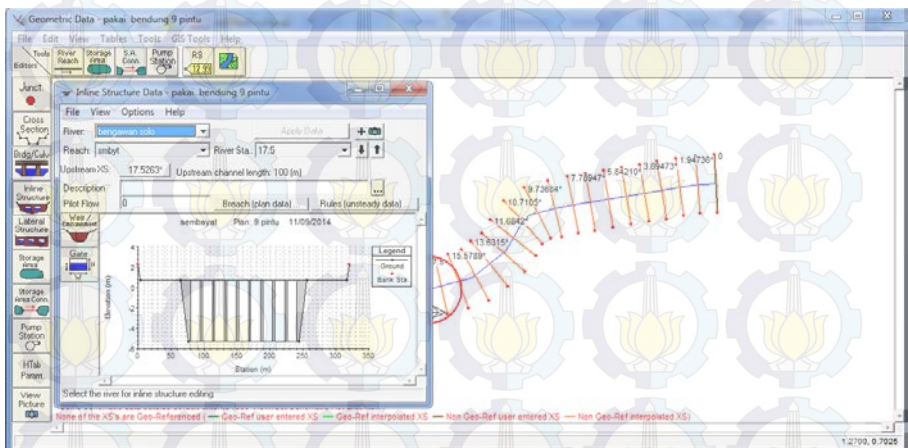 Geometric Data - pakai bendung 9 pintu
File Edit View Tables Tools GIS Tools Help
Tools
Editors
River Reach
Storage Area
S.A. Conn.
Pump Station
RS
Junct.
Cross Section
Brdg/Culv
Inline Structure
Lateral Structure
Storage Area
Storage Area Conn.
Pump Station
HTab Param.
View Picture
Inline Structure Data - pakai bendung 9 pintu
File View Options Help
River: bengawan solo
Apply Data
Reach: smbyt
River Sta.: 17.5
Upstream XS: 17.5263*
Upstream channel length: 100 (m)
Description
...
Pilot Flow 0
Breach (plan data) ...
Rules (unsteady data) ...
Weir / Embankment
Gate
sembayat Plan: 9 pintu 11/09/2014
Legend
Ground
Bank Sta
Elevation (m)
0 50 100 150 200 250 300 350
Station (m)
Select the river for inline structure editing
9.73684*
10.7105*
11.6842*
13.6315*
15.5789*
7.78947*
5.84210*
3.89473*
1.94736*
0
None of the XS's are Geo-Referenced ( Geo-Ref user entered XS Geo-Ref interpolated XS Non Geo-Ref user entered XS Non Geo-Ref interpolated XS)
1.2700, 0.7025